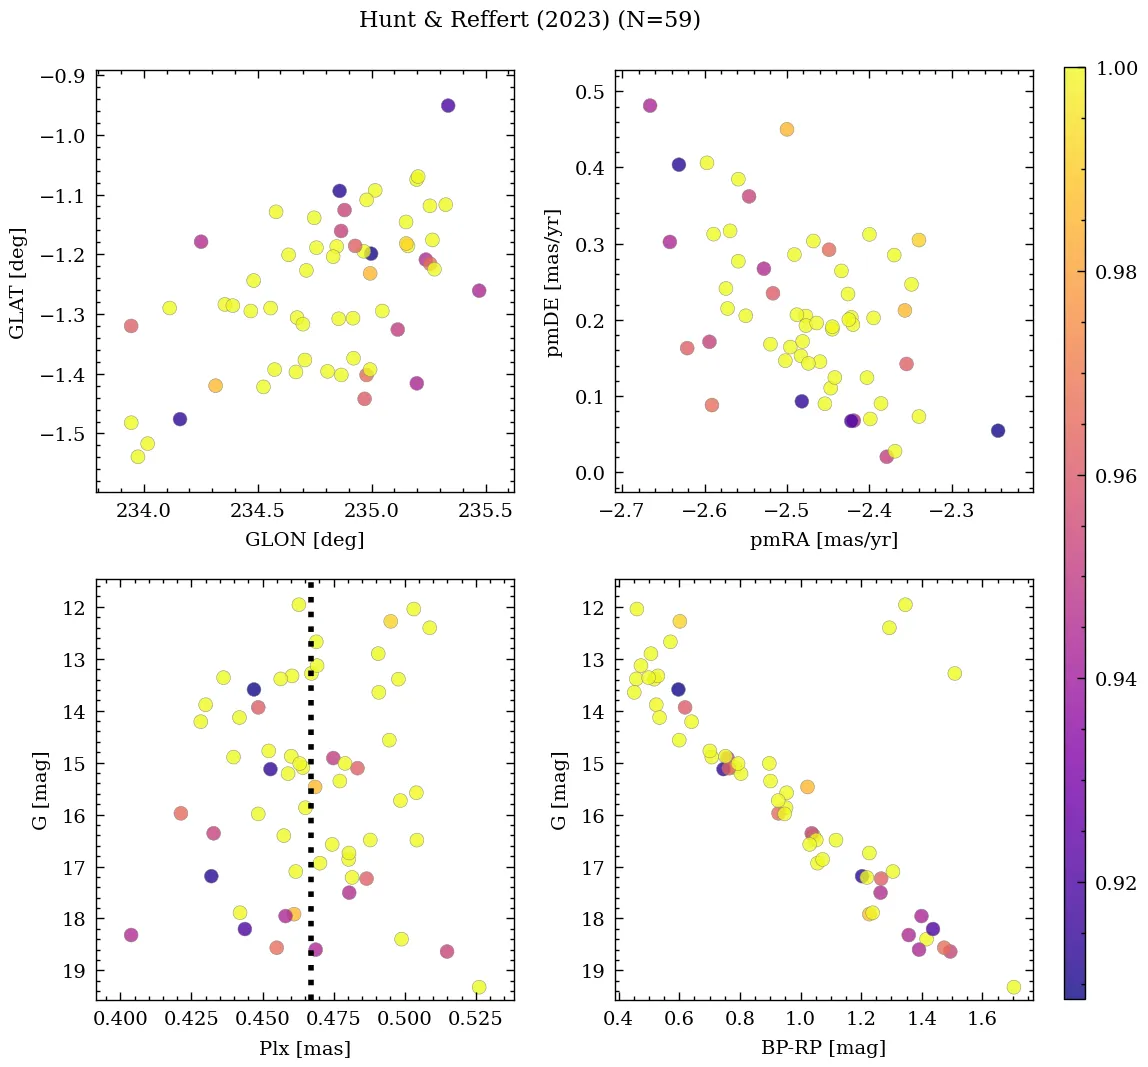 Hunt & Reffert (2023) (N=59)
−0.9
−1.0
−1.1
−1.2
−1.3
−1.4
−1.5
GLAT [deg]
234.0 234.5 235.0 235.5
GLON [deg]
0.5
0.4
0.3
0.2
0.1
0.0
pmDE [mas/yr]
−2.7 −2.6 −2.5 −2.4 −2.3
pmRA [mas/yr]
12
13
14
15
16
17
18
19
G [mag]
0.400 0.425 0.450 0.475 0.500 0.525
Plx [mas]
12
13
14
15
16
17
18
19
G [mag]
0.4 0.6 0.8 1.0 1.2 1.4 1.6
BP-RP [mag]
1.00
0.98
0.96
0.94
0.92